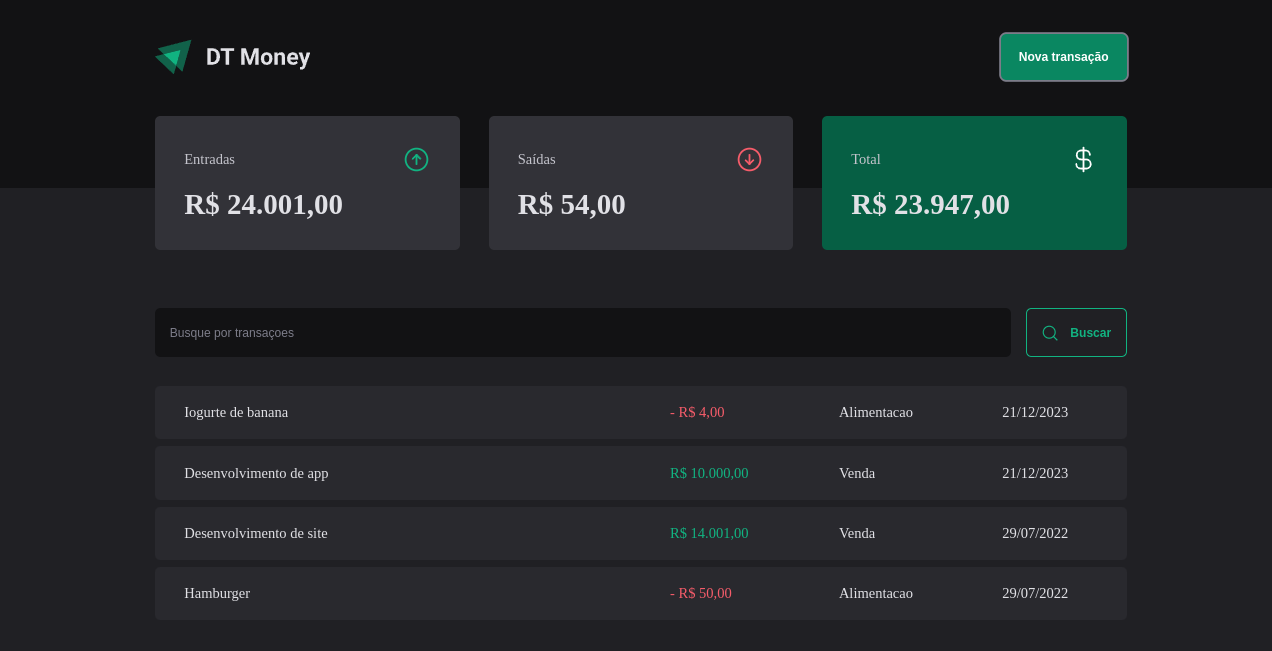 DT Money
Nova transação
Entradas
R$ 24.001,00
Saídas
R$ 54,00
Total
R$ 23.947,00
Busque por transaçoes
Buscar
Iogurte de banana - R$ 4,00 Alimentacao 21/12/2023
Desenvolvimento de app R$ 10.000,00 Venda 21/12/2023
Desenvolvimento de site R$ 14.001,00 Venda 29/07/2022
Hamburger - R$ 50,00 Alimentacao 29/07/2022